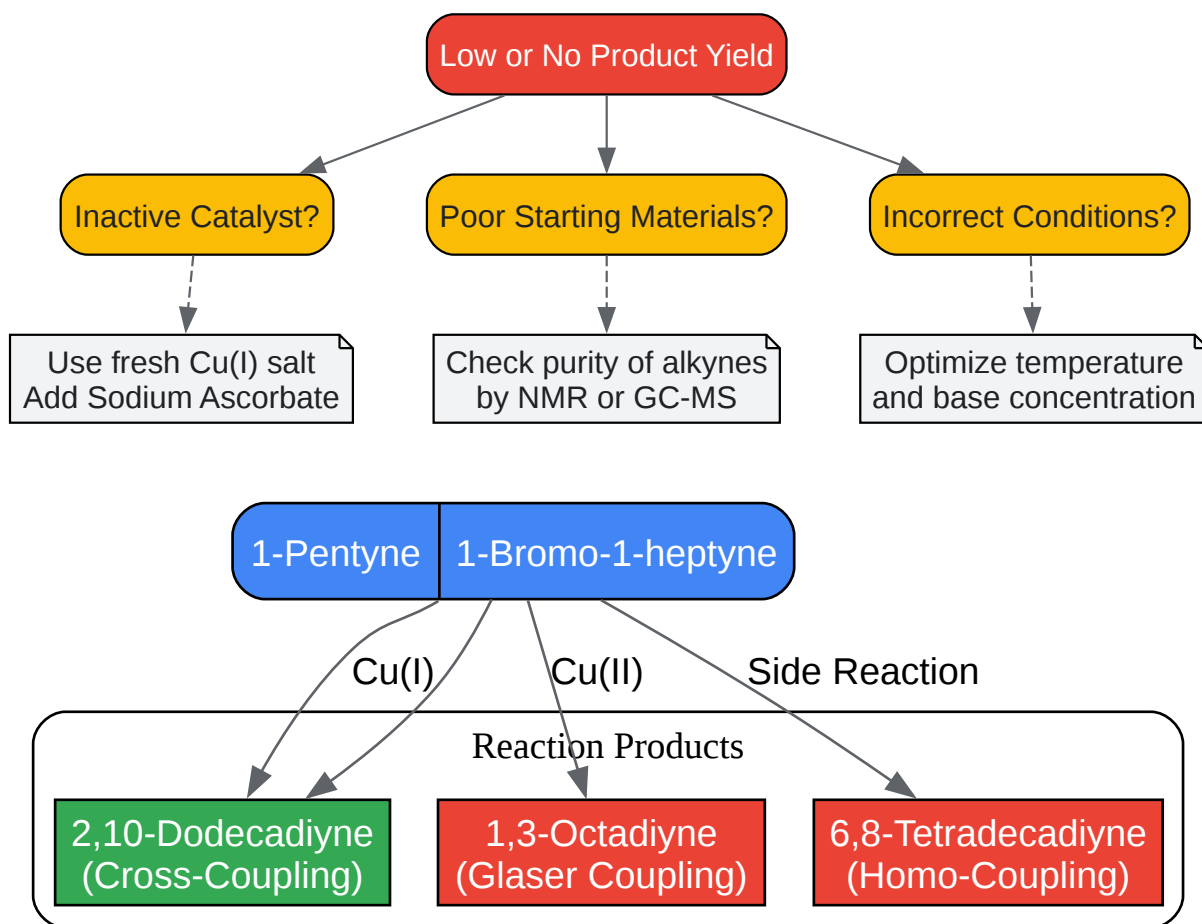 Low or No Product Yield
Inactive Catalyst?
Poor Starting Materials?
Incorrect Conditions?
Use fresh Cu(I) salt
Add Sodium Ascorbate
Check purity of alkynes
by NMR or GC-MS
Optimize temperature
and base concentration
1-Pentyne
1-Bromo-1-heptyne
Cu(I)
Cu(II)
Side Reaction
Reaction Products
2,10-Dodecadiyne
(Cross-Coupling)
1,3-Octadiyne
(Glaser Coupling)
6,8-Tetradecadiyne
(Homo-Coupling)